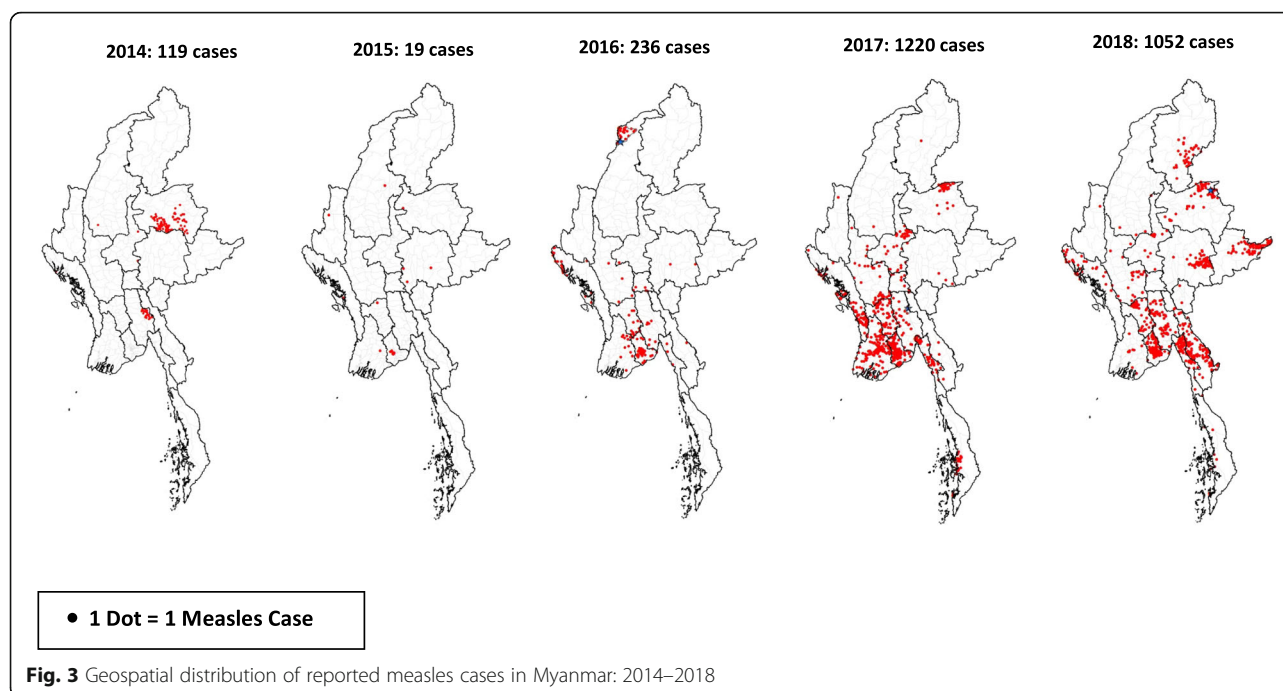 2014: 119 cases
2015: 19 cases
2016: 236 cases
2017: 1220 cases
2018: 1052 cases
• 1 Dot = 1 Measles Case
Fig. 3 Geospatial distribution of reported measles cases in Myanmar: 2014–2018